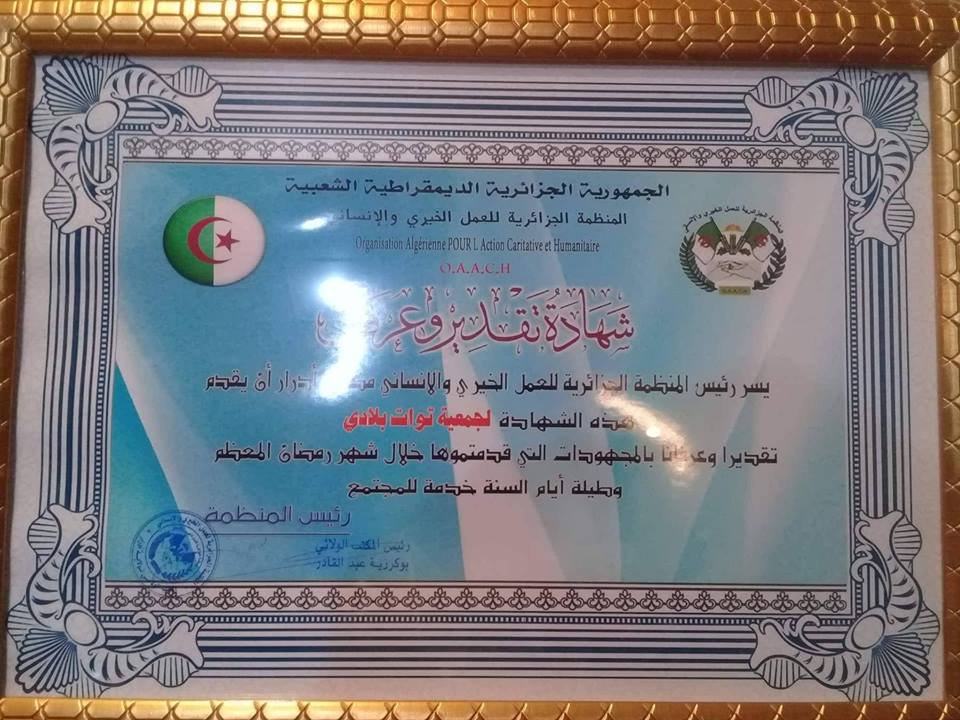 الجمهورية الجزائرية الديمقراطية الشعبية
المنظمة الجزائرية للعمل الخيري والإنساني
Organisation Algérienne POUR L Action Caritative et Humanitaire
O.A.A.C.H
شهادة تقدير و
يسر رئيس المنظمة الجزائرية للعمل الخيري والإنساني أدرار أن يقدم
هذه الشهادة لجمعية توات بلادي
تقديرا وعرفانا بالمجهودات التي قدمتموها خلال شهر رمضان المعظم
وطيلة أيام السنة خدمة للمجتمع
رئيس المنظمة
رئيس المكتب الولائي
بوكرزية عبد القادر